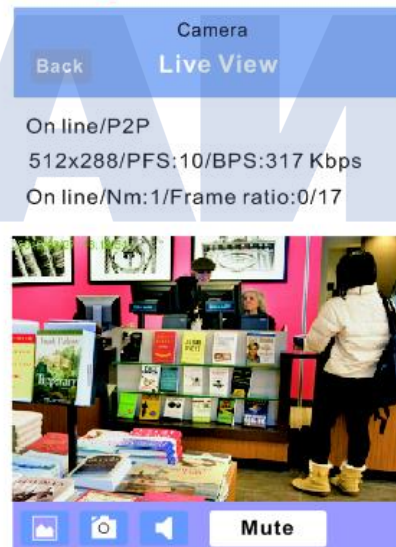 Camera
Back
Live View
On line/P2P
512x288/PFS:10/BPS:317 Kbps
On line/Nm:1/Frame ratio:0/17
Tipperary
Mute